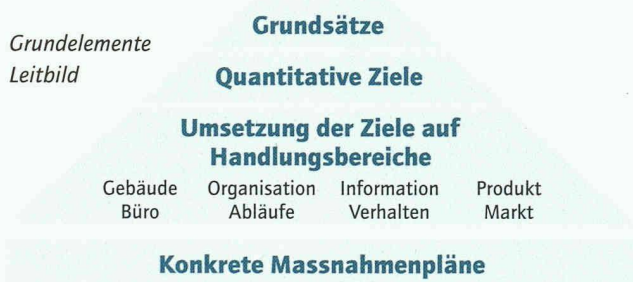 Grundsätze
Grundelemente
Leitbild
Quantitative Ziele
Umsetzung der Ziele auf
Handlungsbereiche
Gebäude Organisation Information Produkt
Büro Abläufe Verhalten Markt
Konkrete Massnahmenpläne